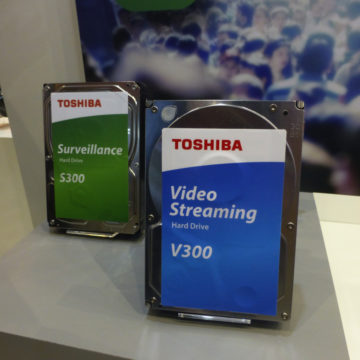 TOSHIBA
Surveillance
Hard Drive
S300
TOSHIBA
Video
Streaming
Hard Drive
V300